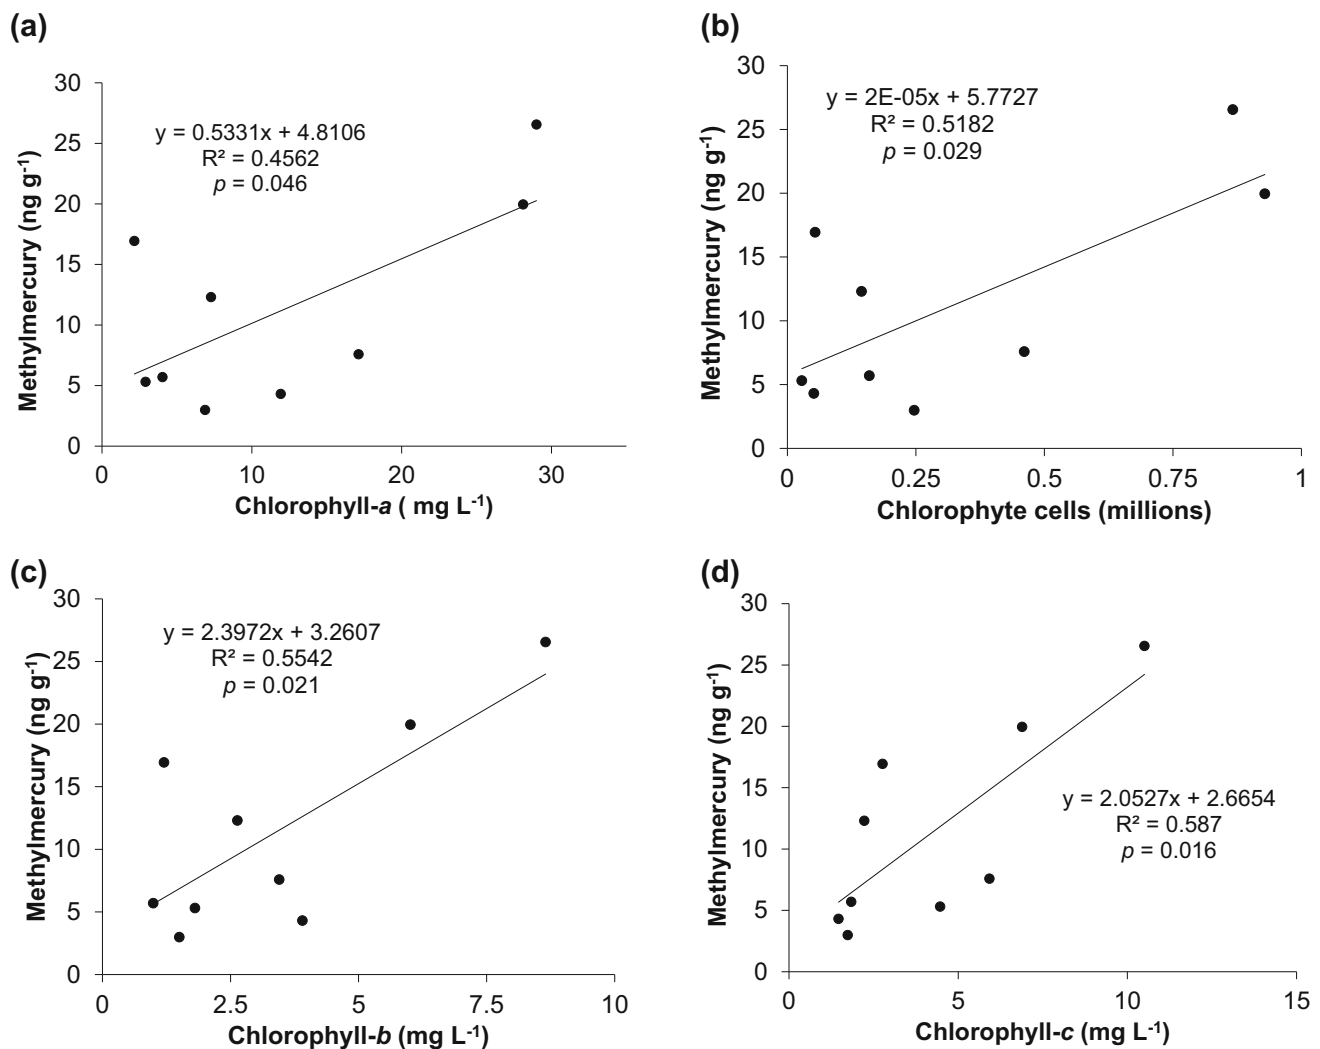 (a)
30
25
20
15
10
5
0
Methylmercury (ng g⁻¹)
y = 0.5331x + 4.8106
R² = 0.4562
p = 0.046
0 10 20 30
Chlorophyll-a ( mg L⁻¹)
(b)
30
25
20
15
10
5
0
Methylmercury (ng g⁻¹)
y = 2E-05x + 5.7727
R² = 0.5182
p = 0.029
0 0.25 0.5 0.75 1
Chlorophyte cells (millions)
(c)
30
25
20
15
10
5
0
Methylmercury (ng g⁻¹)
y = 2.3972x + 3.2607
R² = 0.5542
p = 0.021
0 2.5 5 7.5 10
Chlorophyll-b (mg L⁻¹)
(d)
30
25
20
15
10
5
0
Methylmercury (ng g⁻¹)
y = 2.0527x + 2.6654
R² = 0.587
p = 0.016
0 5 10 15
Chlorophyll-c (mg L⁻¹)